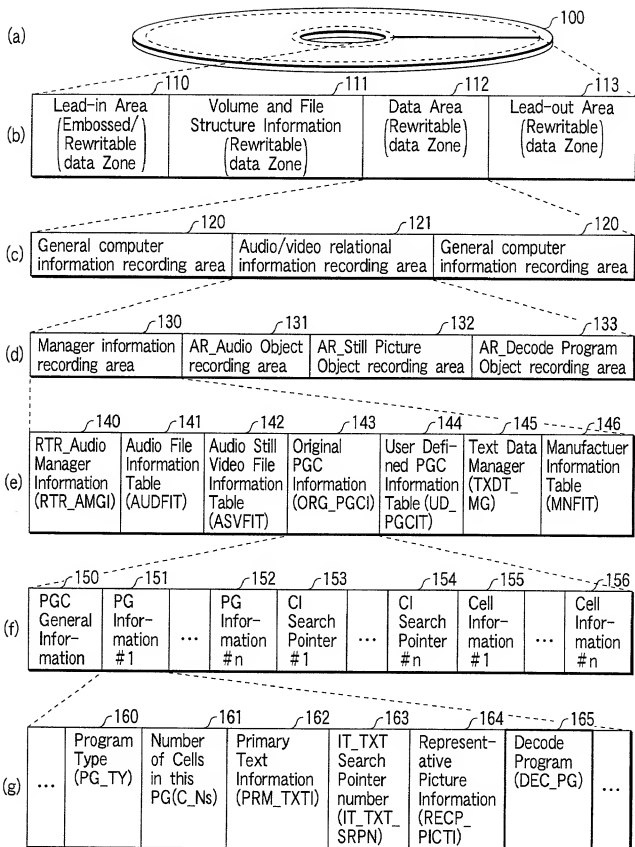 (a)
100
(b)
110
111
112
113
Lead-in Area
(Embossed/
Rewritable
data Zone)
Volume and File
Structure Information
(Rewritable
data Zone)
Data Area
(Rewritable
data Zone)
Lead-out Area
(Rewritable
data Zone)
(c)
120
121
120
General computer
information recording area
Audio/video relational
information recording area
General computer
information recording area
(d)
130
131
132
133
Manager information
recording area
AR_Audio Object
recording area
AR_Still Picture
Object recording area
AR_Decode Program
Object recording area
(e)
140
141
142
143
144
145
146
RTR_Audio
Manager
Information
(RTR_AMGI)
Audio File
Information
Table
(AUDFIT)
Audio Still
Video File
Information
Table
(ASVFIT)
Original
PGC
Information
(ORG_PGCI)
User Defi-
ned PGC
Information
Table (UD_
PGCIT)
Text Data
Manager
(TXDT_
MG)
Manufactuer
Information
Table
(MNFIT)
(f)
150
151
152
153
154
155
156
PGC
General
Infor-
mation
PG
Infor-
mation
#1
...
PG
Infor-
mation
#n
CI
Search
Pointer
#1
...
CI
Search
Pointer
#n
Cell
Infor-
mation
#1
...
Cell
Infor-
mation
#n
(g)
160
161
162
163
164
165
...
Program
Type
(PG_TY)
Number
of Cells
in this
PG(C_Ns)
Primary
Text
Information
(PRM_TXTI)
IT_TXT
Search
Pointer
number
(IT_TXT_
SRPN)
Represent-
ative
Picture
Information
(RECP_
PICTI)
Decode
Program
(DEC_PG)
...